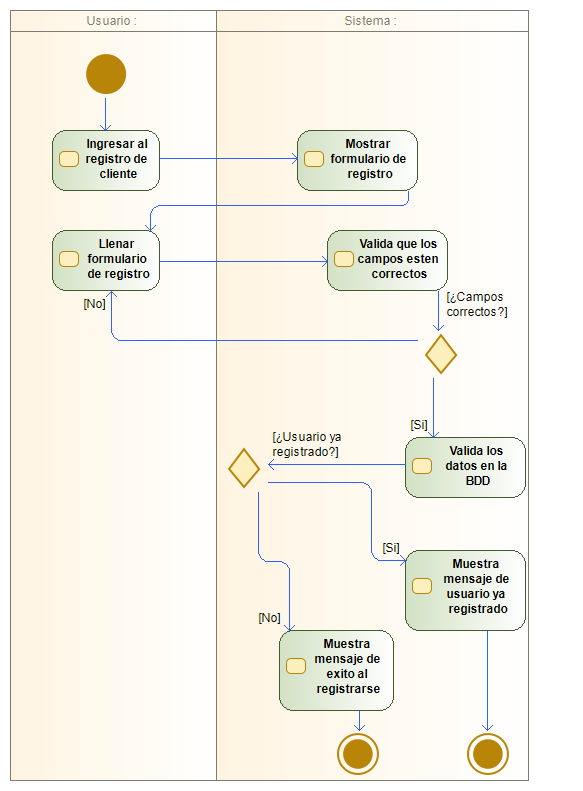 Usuario :
Sistema :
Ingresar al
registro de
cliente
Mostrar
formulario de
registro
Llenar
formulario
de registro
Valida que los
campos esten
correctos
[No]
[¿Campos
correctos?]
[Si]
[¿Usuario ya
registrado?]
Valida los
datos en la
BDD
[Si]
Muestra
mensaje de
usuario ya
registrado
[No]
Muestra
mensaje de
exito al
registrarse